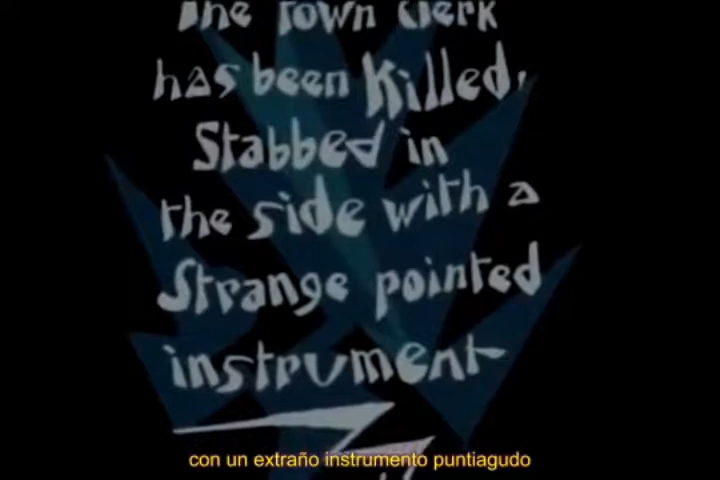 The Town Clerk
has been Killed,
Stabbed in
the side with a
Strange pointed
instrument
con un extraño instrumento puntiagudo